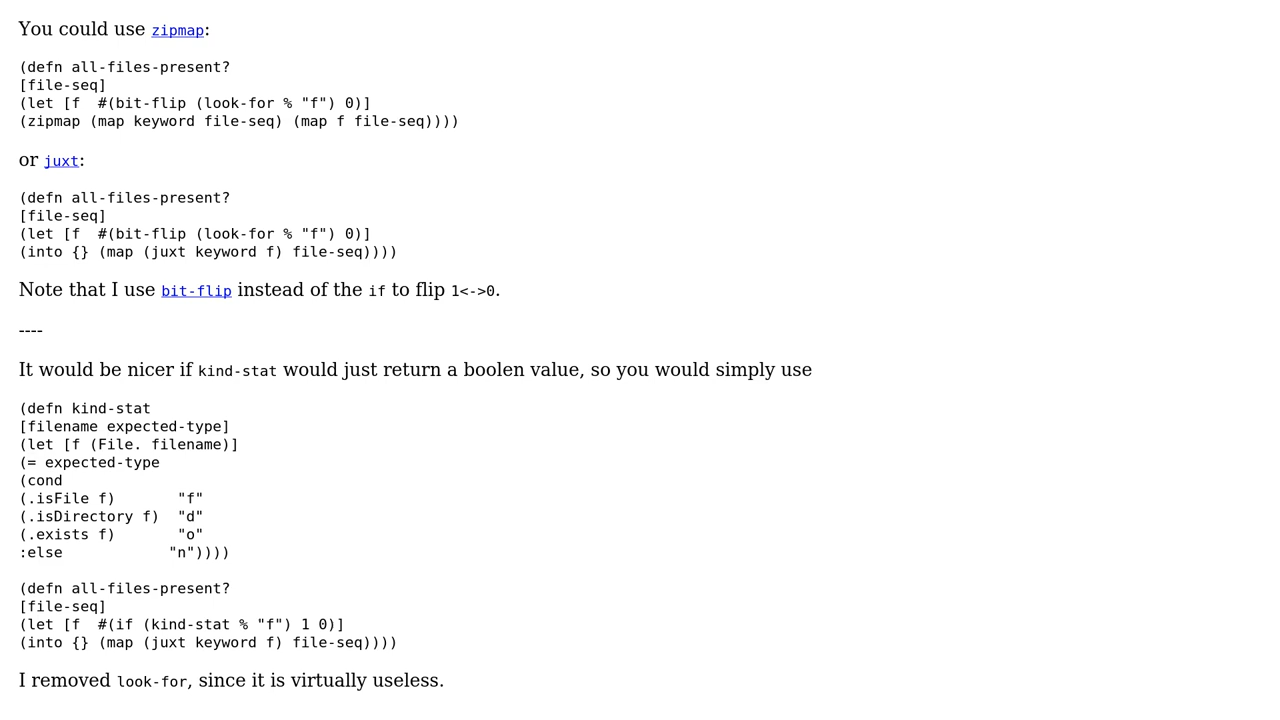 You could use zipmap:
(defn all-files-present?
[file-seq]
(let [f  #(bit-flip (look-for % "f") 0)]
(zipmap (map keyword file-seq) (map f file-seq))))
or juxt:
(defn all-files-present?
[file-seq]
(let [f  #(bit-flip (look-for % "f") 0)]
(into {} (map (juxt keyword f) file-seq))))
Note that I use bit-flip instead of the if to flip 1<->0.
----
It would be nicer if kind-stat would just return a boolen value, so you would simply use
(defn kind-stat
[filename expected-type]
(let [f (File. filename)]
(= expected-type
(cond
(.isFile f)       "f"
(.isDirectory f)  "d"
(.exists f)       "o"
:else            "n"))))
(defn all-files-present?
[file-seq]
(let [f  #(if (kind-stat % "f") 1 0)]
(into {} (map (juxt keyword f) file-seq))))
I removed look-for, since it is virtually useless.